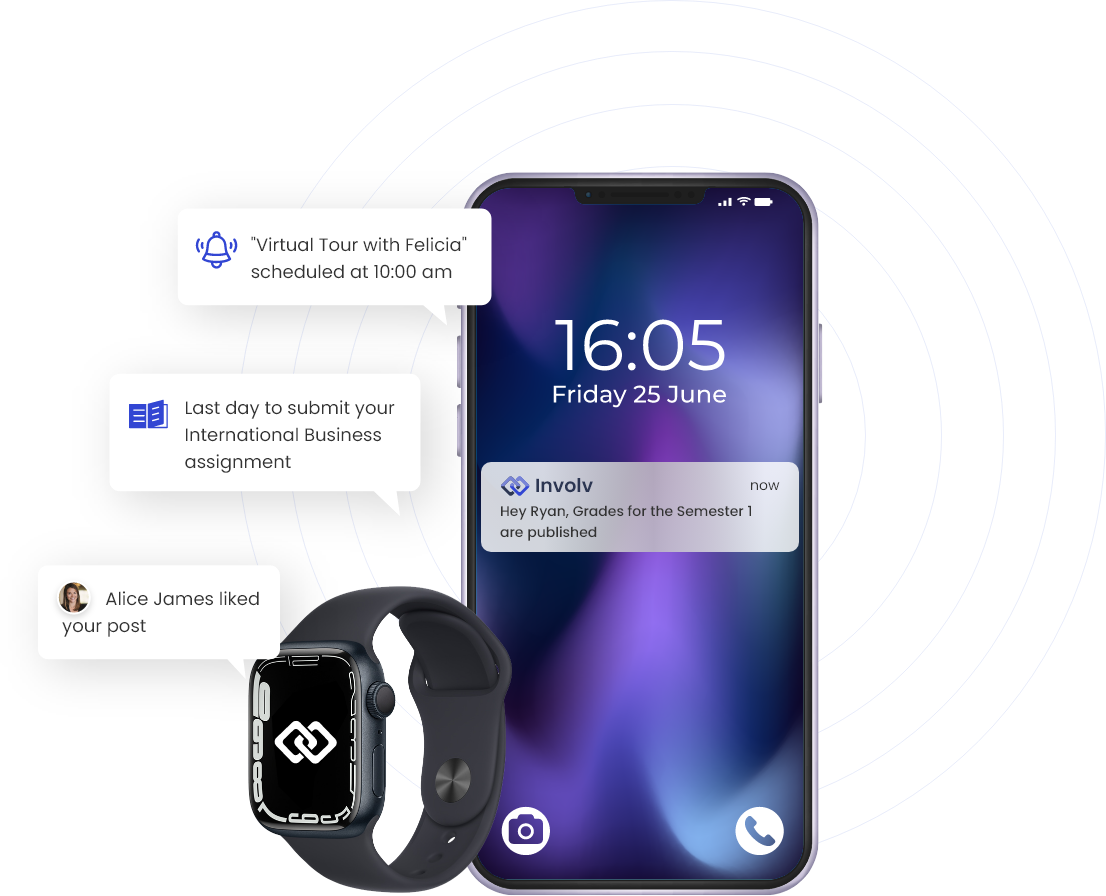 "Virtual Tour with Felicia"
scheduled at 10:00 am
16:05
Friday 25 June
Last day to submit your
International Business
assignment
Involv
now
Hey Ryan, Grades for the Semester 1
are published
Alice James liked
your post